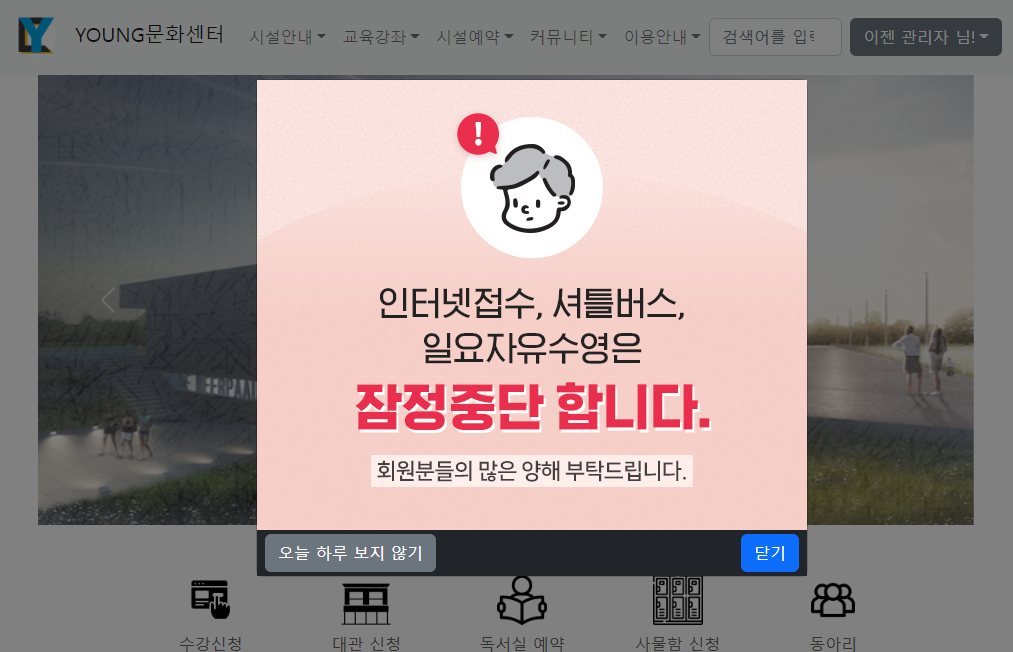 YOUNG문화센터
시설안내
교육강좌
시설예약
커뮤니티
이용안내
이젠 관리자 님!
!
인터넷접수, 셔틀버스,
일요자유수영은
잠정중단 합니다.
회원분들의 많은 양해 부탁드립니다.
오늘 하루 보지 않기
닫기
수강신청
대관 신청
독서실 예약
사물함 신청
동아리